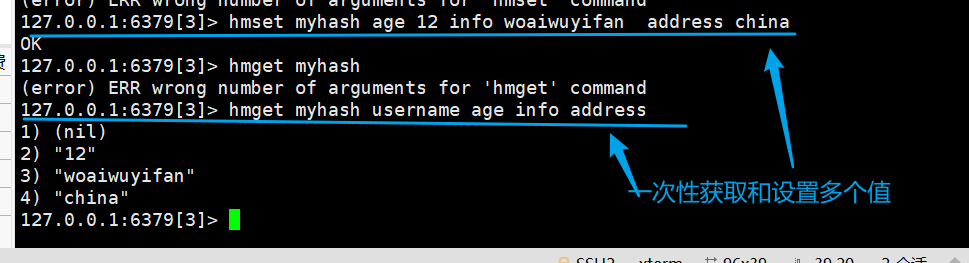 (error) ERR wrong number of arguments for 'hmset' command
127.0.0.1:6379[3]> hmset myhash age 12 info woaiwuyifan  address china
OK
127.0.0.1:6379[3]> hmget myhash
(error) ERR wrong number of arguments for 'hmget' command
127.0.0.1:6379[3]> hmget myhash username age info address
1) (nil)
2) "12"
3) "woaiwuyifan"
4) "china"
一次性获取和设置多个值
127.0.0.1:6379[3]>
SSH2 xterm 96x39 39,20